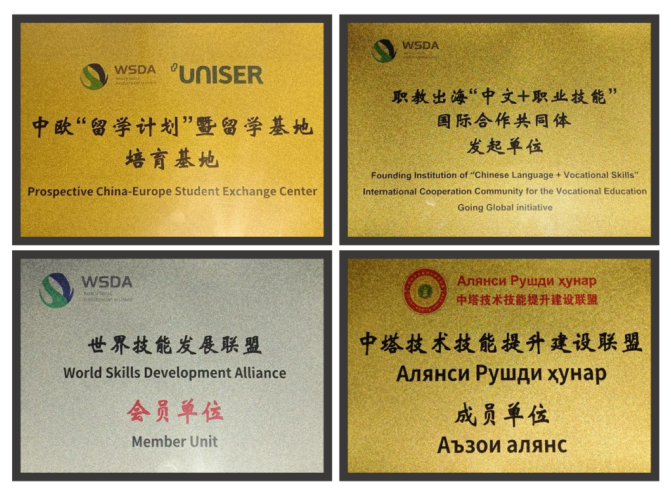 WSDA
UNISER
中欧“留学计划”暨留学基地
培育基地
Prospective China-Europe Student Exchange Center
WSDA
职教出海“中文+职业技能”
国际合作共同体
发起单位
Founding Institution of "Chinese Language + Vocational Skills"
International Cooperation Community for the Vocational Education
Going Global initiative
WSDA
世界技能发展联盟
World Skills Development Alliance
会员单位
Member Unit
Алянси Рушди ҳунар
中塔技术技能提升建设联盟
中塔技术技能提升建设联盟
Алянси Рушди ҳунар
成员单位
Аъзои алянс